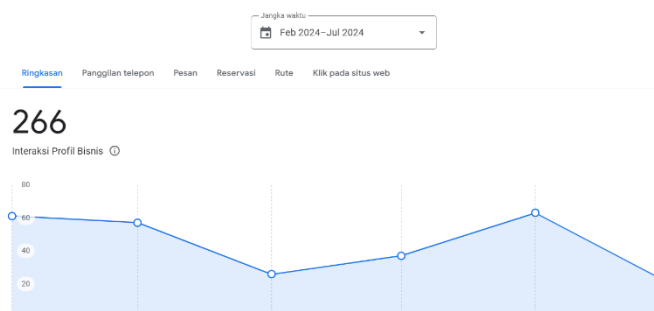 Jangka waktu
Feb 2024–Jul 2024
Ringkasan Panggilan telepon Pesan Reservasi Rute Klik pada situs web
266
Interaksi Profil Bisnis
80
60
40
20